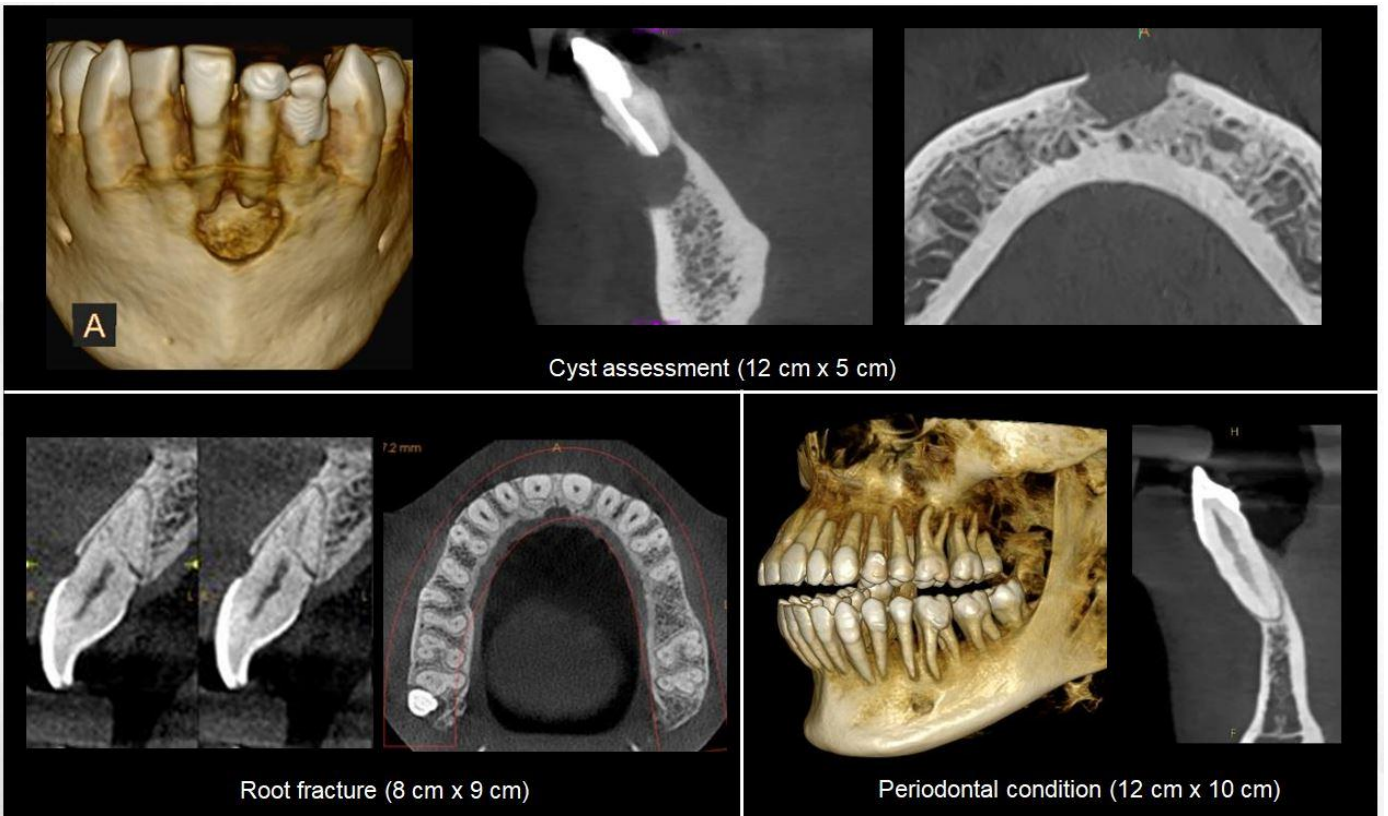 A
A
Cyst assessment (12 cm x 5 cm)
7.2 mm
A
R
L
L
Root fracture (8 cm x 9 cm)
H
F
Periodontal condition (12 cm x 10 cm)